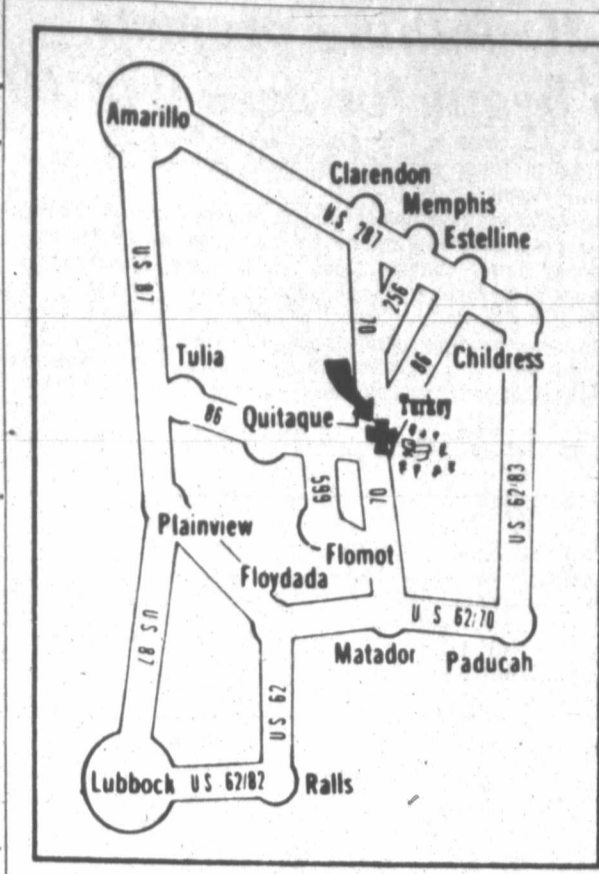 Amarillo
Clarendon
U.S. 287
Memphis
Estelline
U.S. 87
256
70
86
Childress
Tulia
86
Quitaque
Turkey
599
70
U S 62/83
Plainview
Flomot
Floydada
U S 62/70
U S 87
Matador
Paducah
U S 62
Lubbock
U S 62/82
Ralls